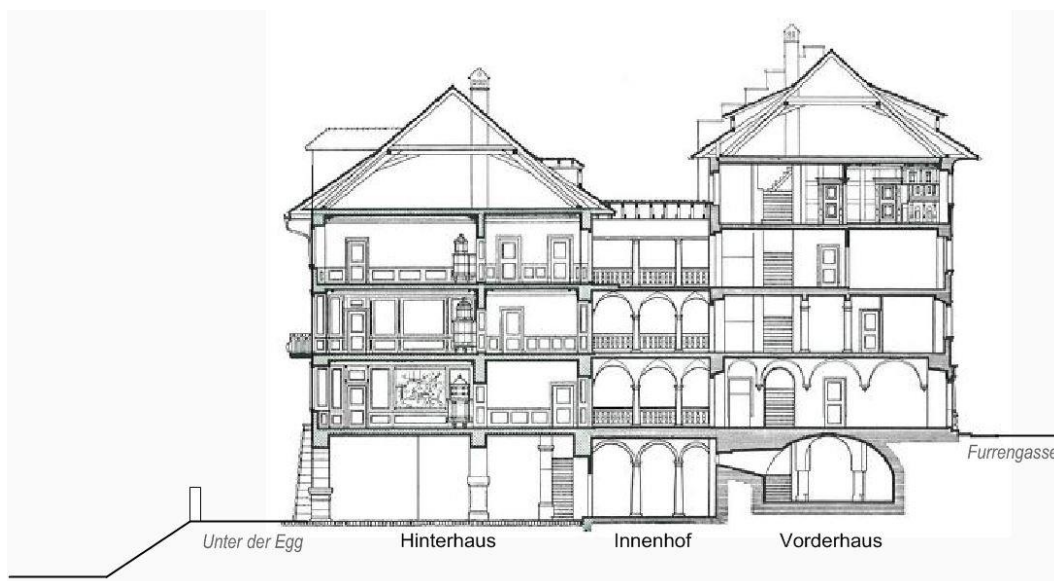 Furrengasse
Unter der Egg
Hinterhaus
Innenhof
Vorderhaus